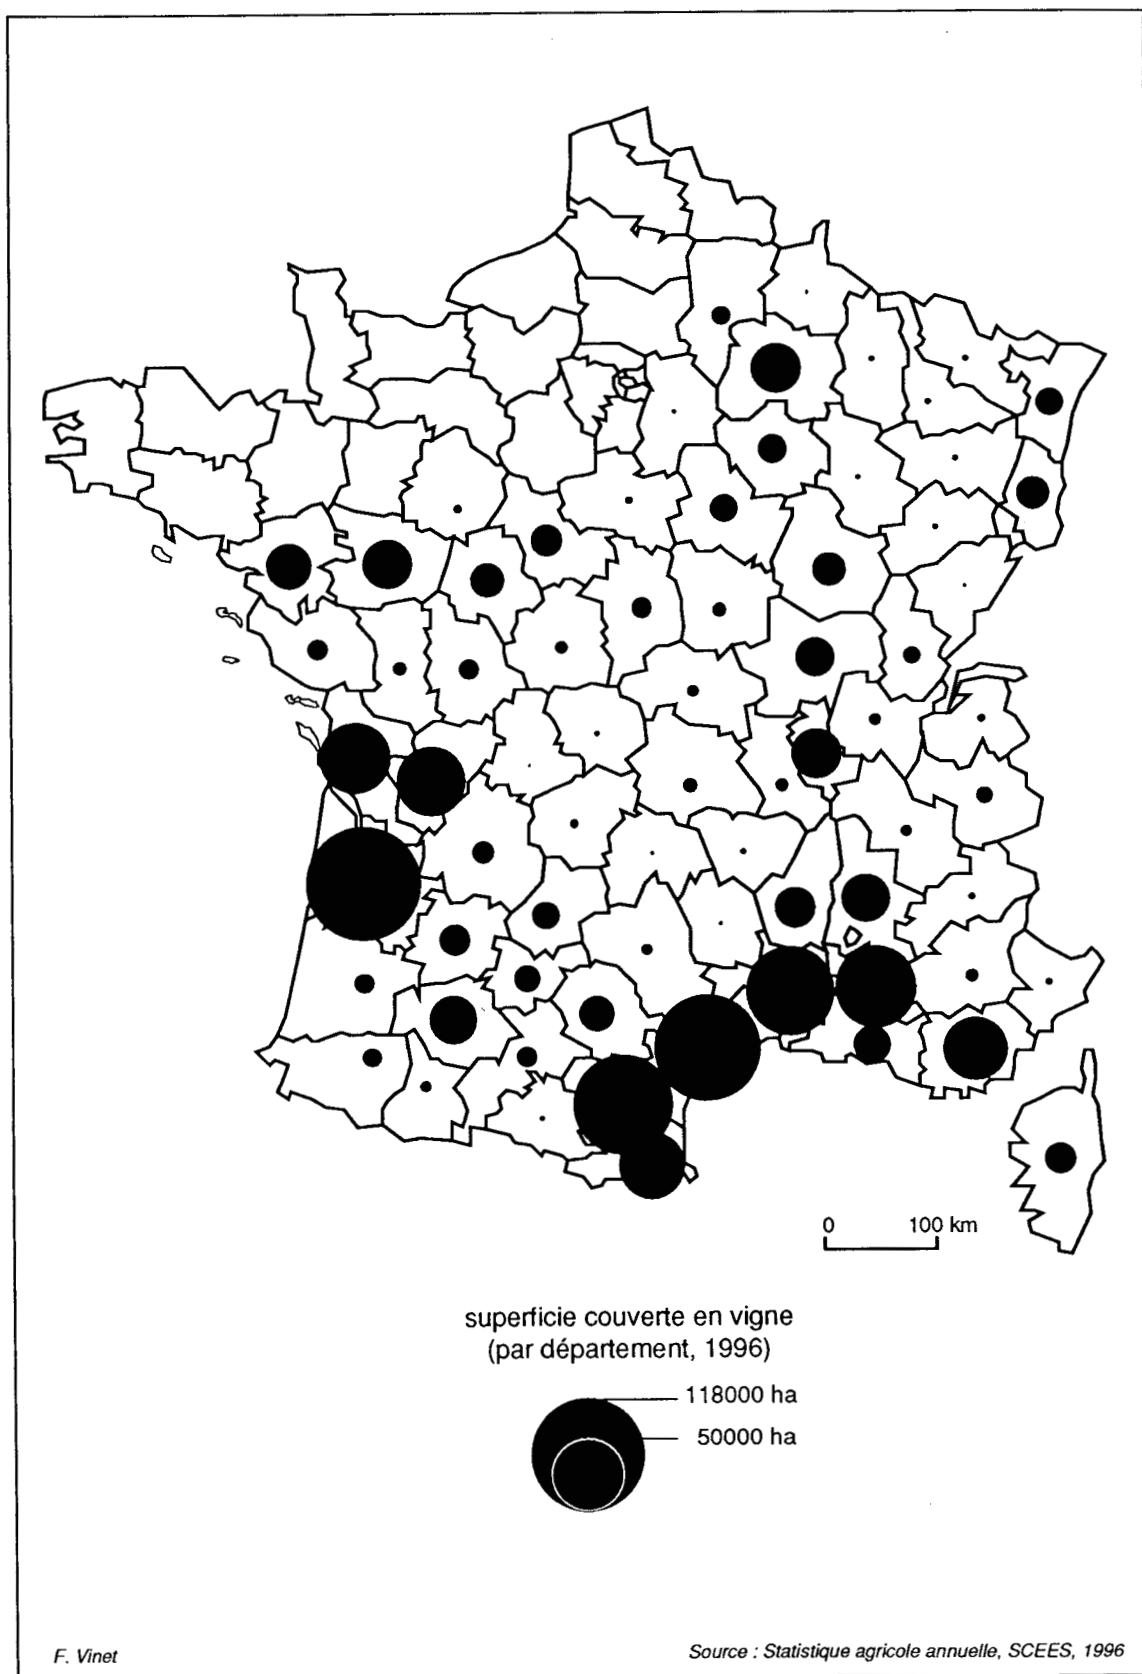 0 100 km
superficie couverte en vigne
(par département, 1996)
118000 ha
50000 ha
F. Vinet
Source : Statistique agricole annuelle, SCEES, 1996